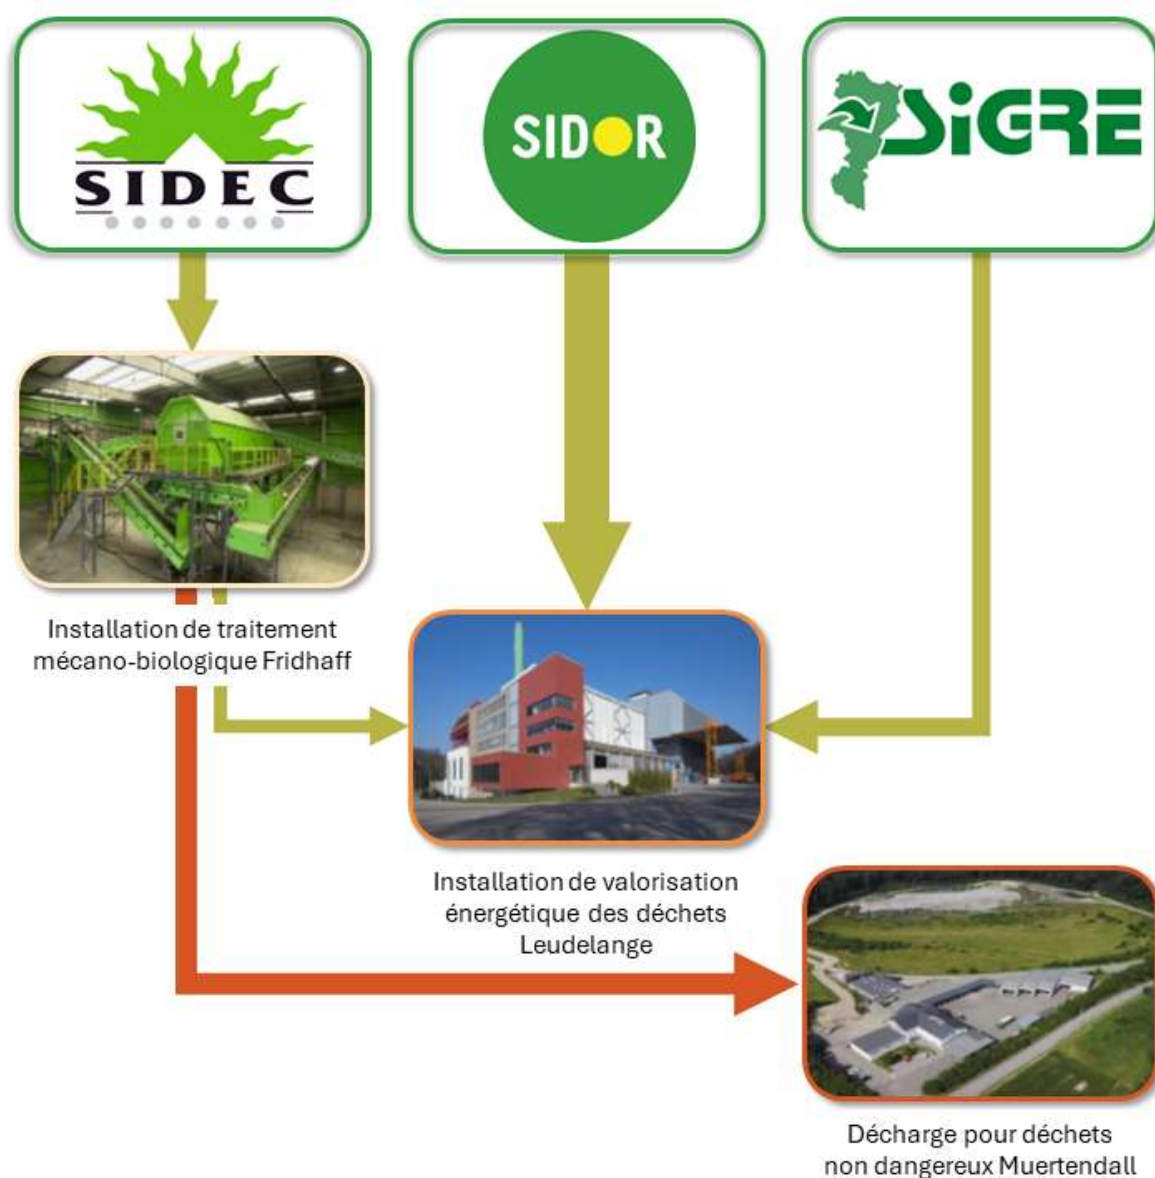 SIDEC
SIDOR
SiGRE
Installation de traitement
mécano-biologique Fridhaff
Installation de valorisation
énergétique des déchets
Leudelange
Décharge pour déchets
non dangereux Muertendall